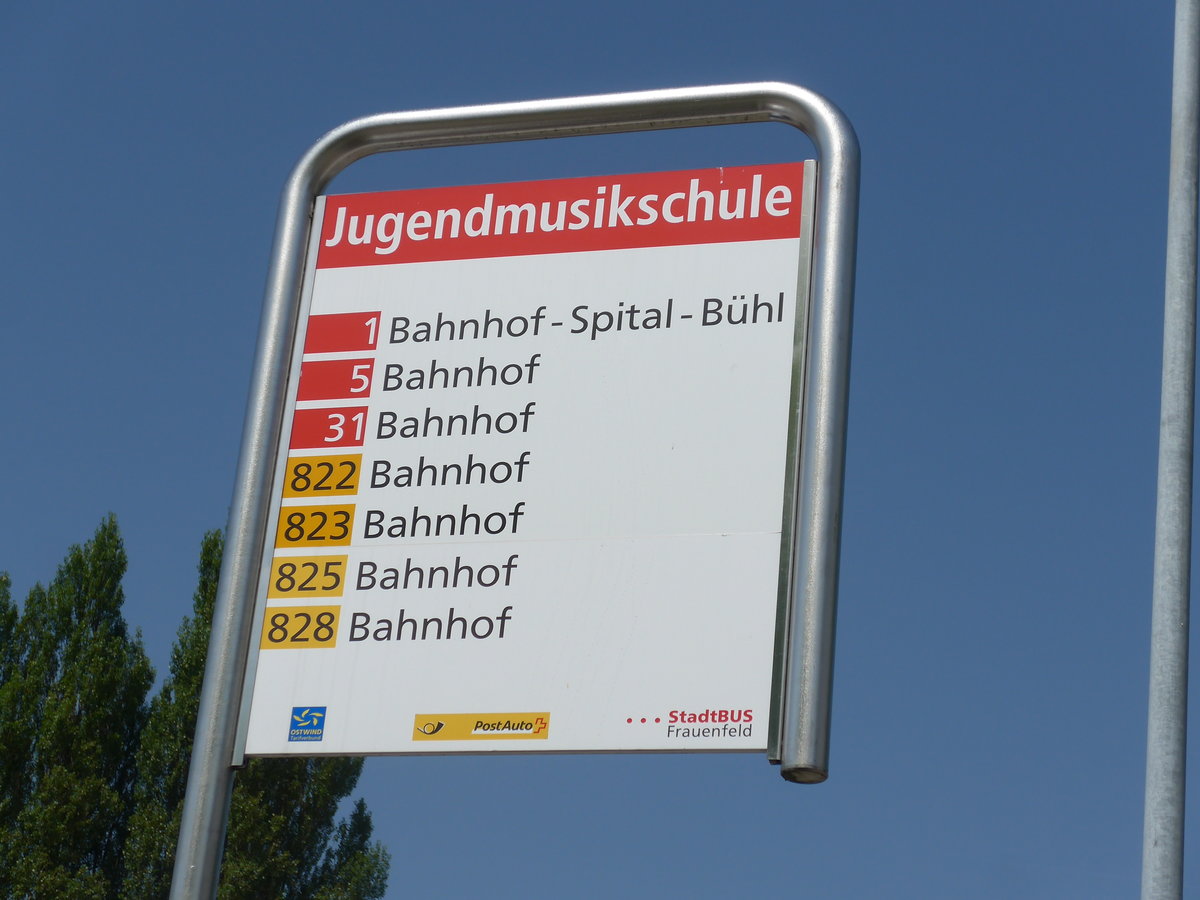 Jugendmusikschule
1 Bahnhof - Spital - Bühl
5 Bahnhof
31 Bahnhof
822 Bahnhof
823 Bahnhof
825 Bahnhof
828 Bahnhof
OSTWIND
Tarifverbund
PostAuto
StadtBUS
Frauenfeld